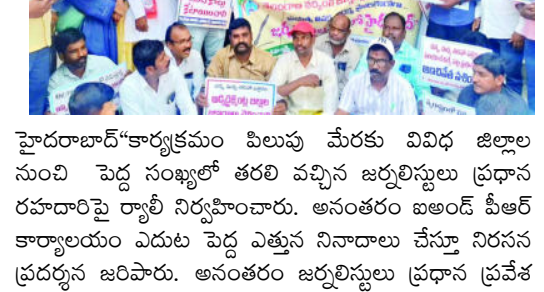 హైదరాబాద్“కార్యక్రమం పిలుపు మేరకు వివిధ జిల్లాల
నుంచి పెద్ద సంఖ్యలో తరలి వచ్చిన జర్నలిస్టులు ప్రధాన
రహదారిపై ర్యాలీ నిర్వహించారు. అనంతరం ఐఅండ్ పీఆర్
కార్యాలయం ఎదుట పెద్ద ఎత్తున నినాదాలు చేస్తూ నిరసన
ప్రదర్శన జరిపారు. అనంతరం జర్నలిస్టులు ప్రధాన ప్రవేశ